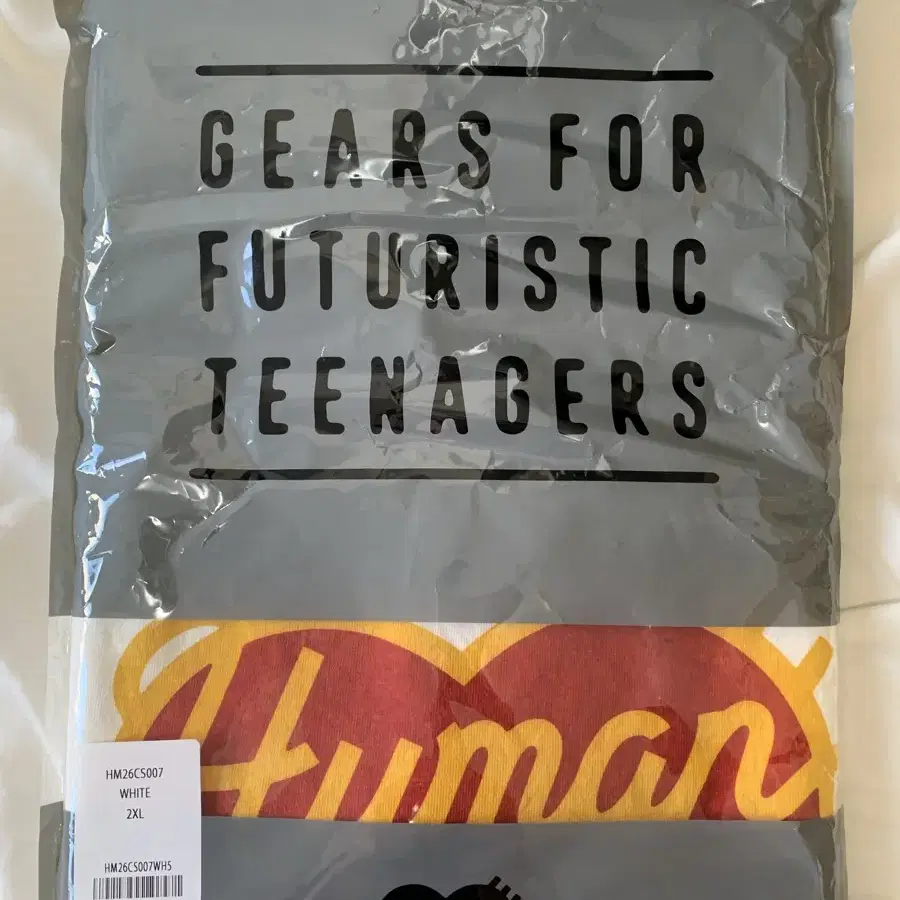 GEARS FOR
FUTURISTIC
TEENAGERS
Human
HM26CS007
WHITE
2XL
HM26CS007WH5